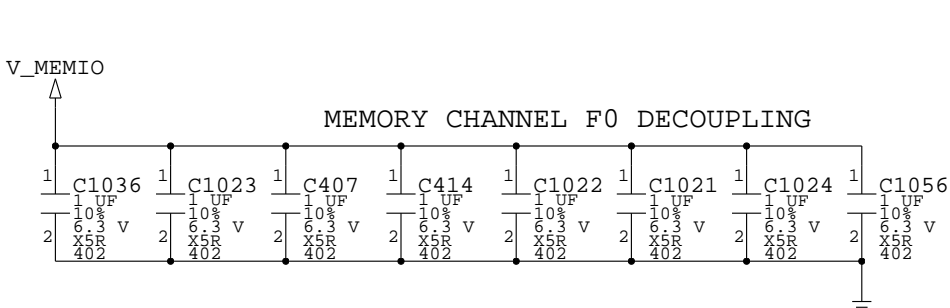 V_MEMIO
MEMORY CHANNEL F0 DECOUPLING
1
C1036
1 UF
10%
6.3 V
X5R
402
2
1
C1023
1 UF
10%
6.3 V
X5R
402
2
1
C407
1 UF
10%
6.3 V
X5R
402
2
1
C414
1 UF
10%
6.3 V
X5R
402
2
1
C1022
1 UF
10%
6.3 V
X5R
402
2
1
C1021
1 UF
10%
6.3 V
X5R
402
2
1
C1024
1 UF
10%
6.3 V
X5R
402
2
1
C1056
1 UF
10%
6.3 V
X5R
402
2